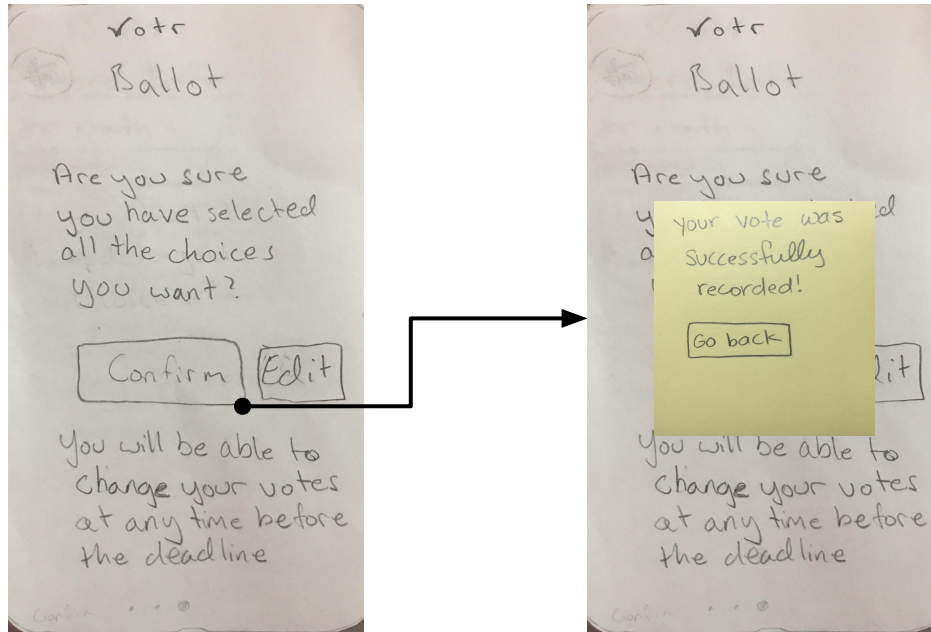 Votr
Ballot
Are you sure
you have selected
all the choices
you want?
Confirm
Edit
You will be able to
change your votes
at any time before
the deadline
Confirm
Votr
Ballot
Are you sure
your vote was
successfully
recorded!
Go back
You will be able to
change your votes
at any time before
the deadline
Confirm